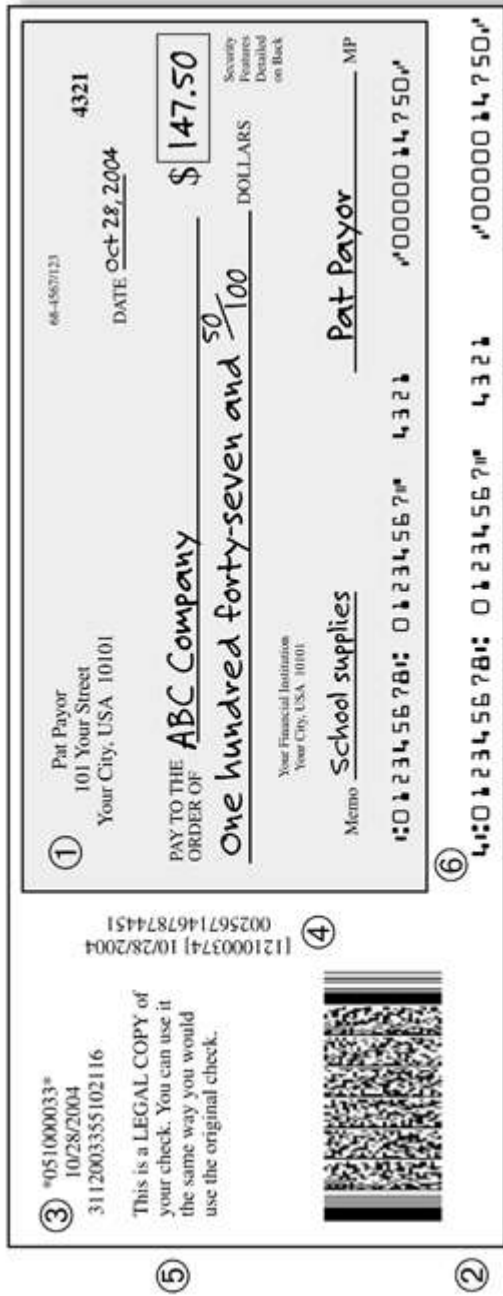 ③ *051000033*
10/28/2004
3112003355102116
This is a LEGAL COPY of
your check. You can use it
the same way you would
use the original check.
⑤
[121000374] 10/28/2004
00256714678744​51
④
①
Pat Payor
101 Your Street
Your City, USA 10101
68-4567/123
4321
DATE Oct 28, 2004
PAY TO THE
ORDER OF ABC Company $ 147.50
One hundred forty-seven and 50/100 DOLLARS
Security
Features
Detailed
on Back
Your Financial Institution
Your City, USA 10101
Memo School supplies Pat Payor MP
⑆012345678⑆ 01234567⑈ 4321 ⑇0000014750⑇
⑥
② 4⑆012345678⑆ 01234567⑈ 4321 ⑇0000014750⑇